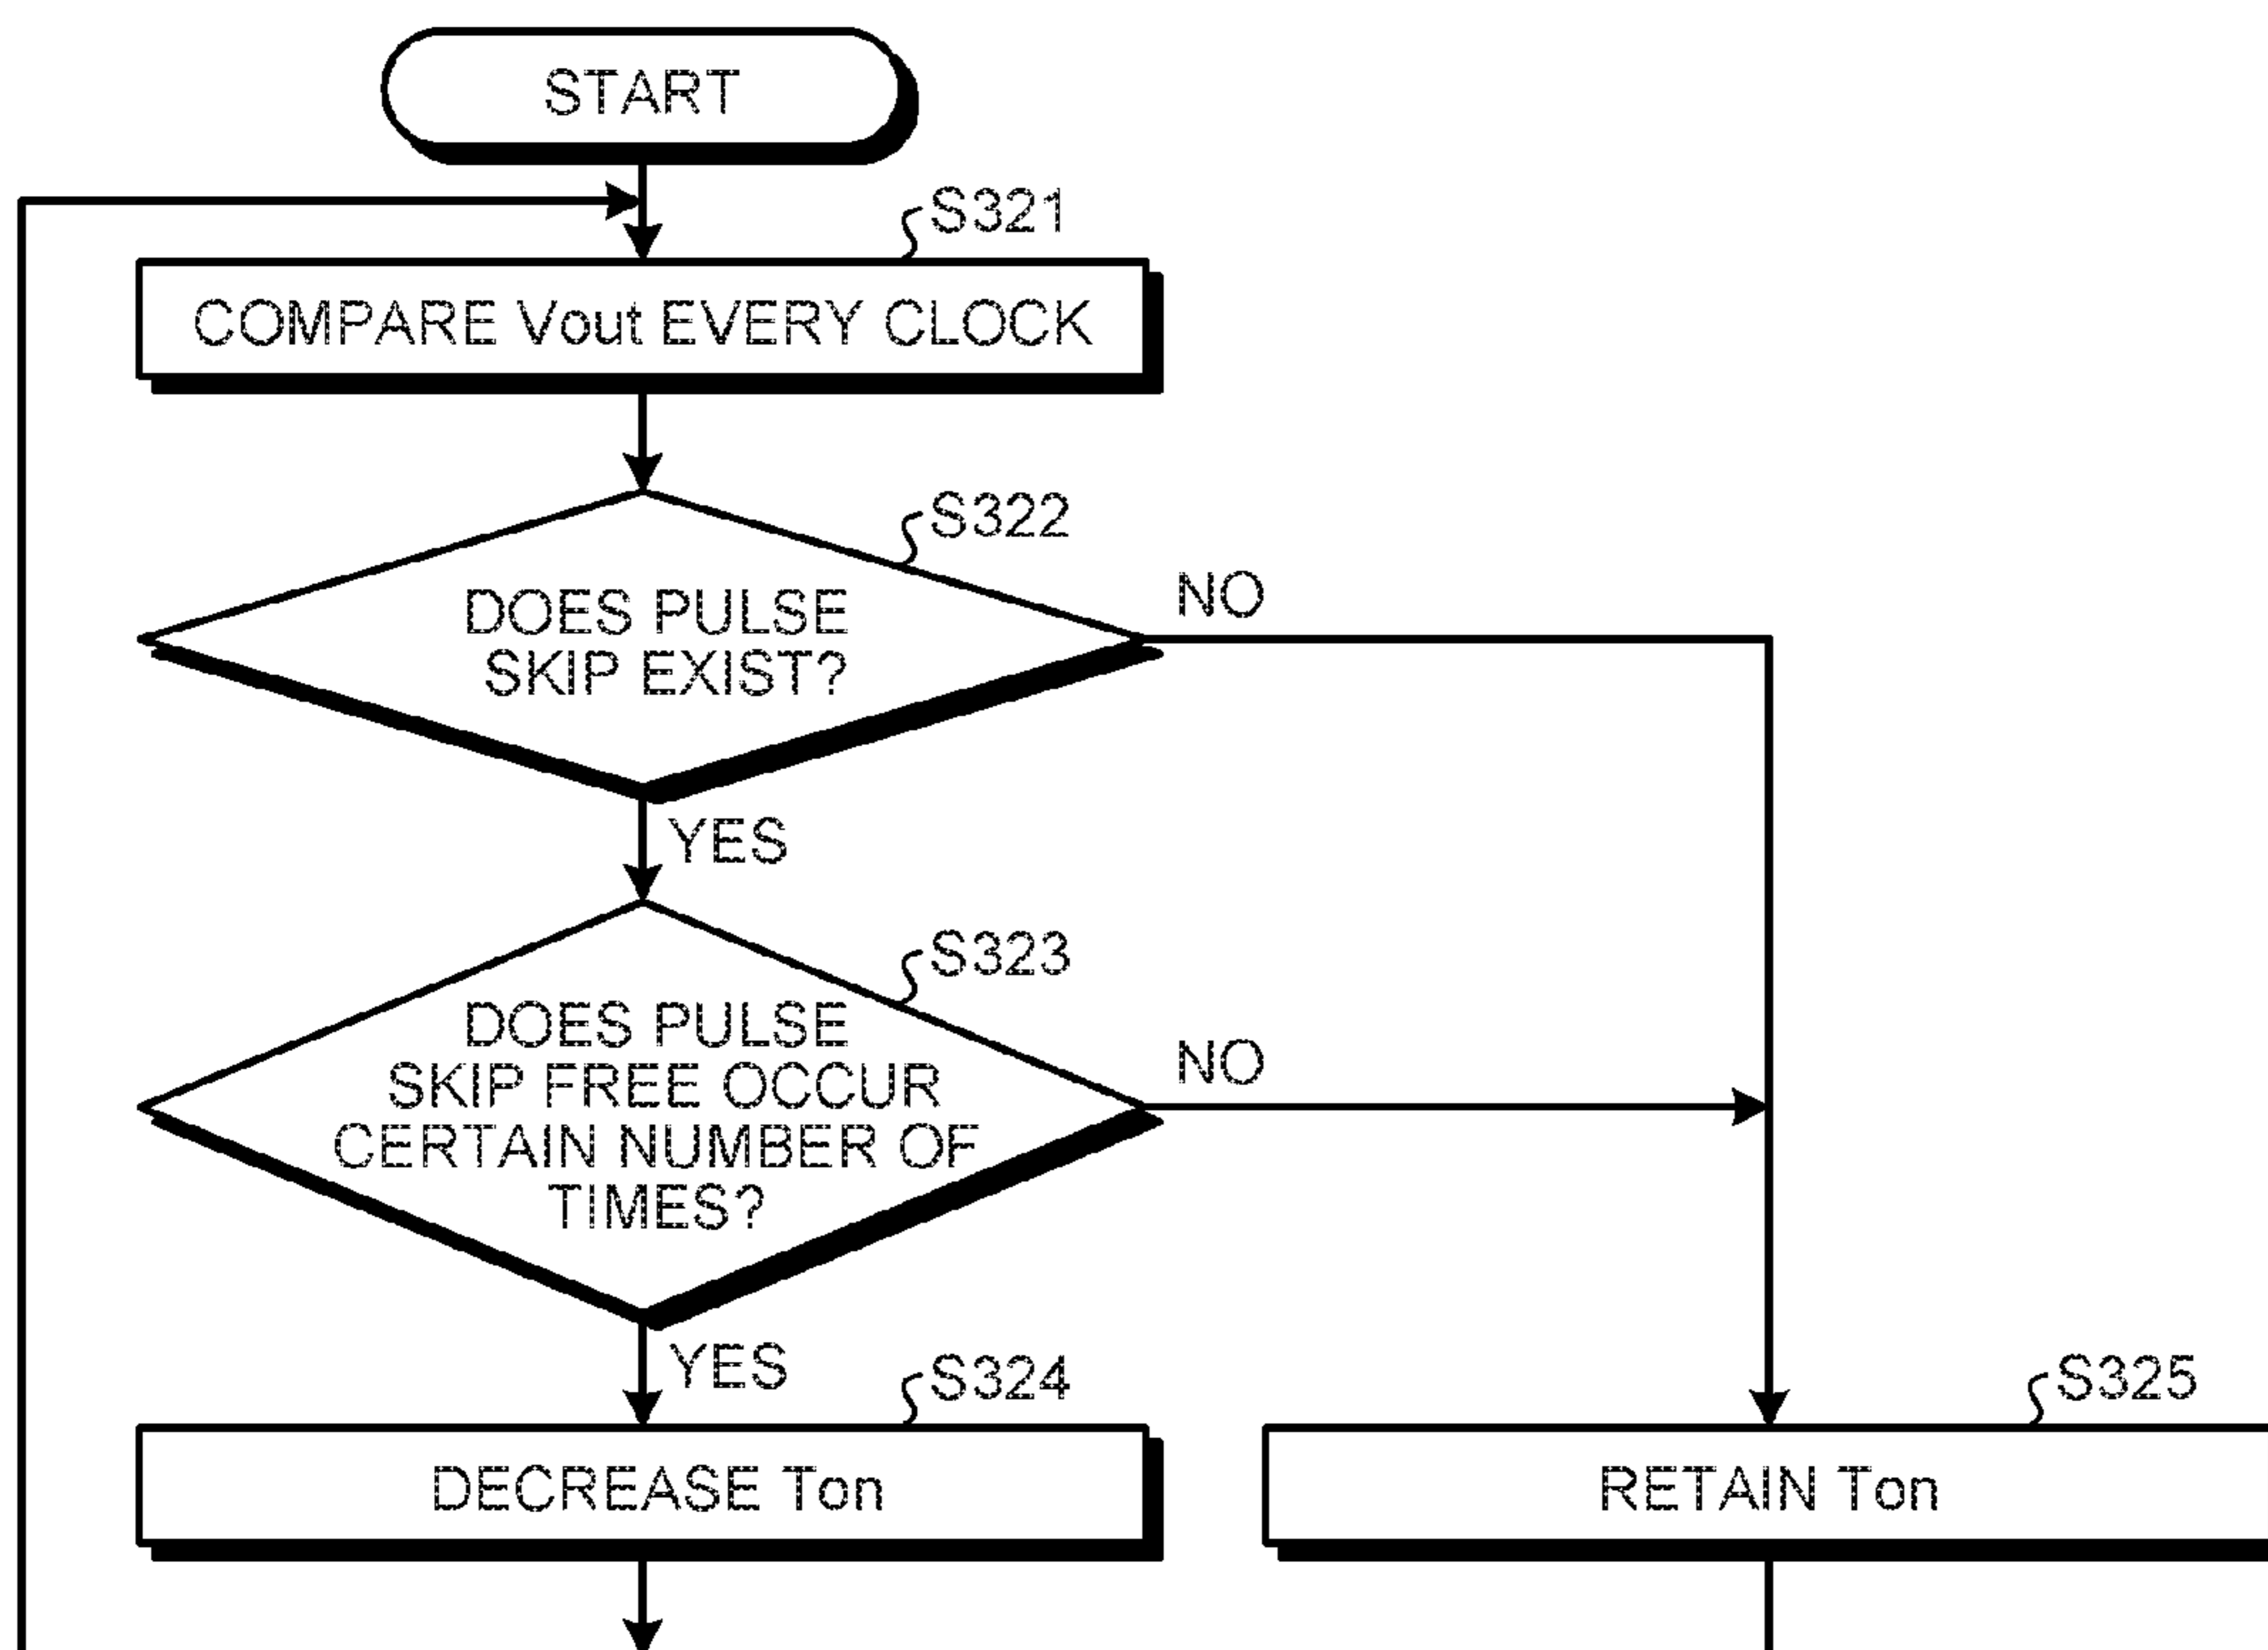 START
S321
COMPARE Vout EVERY CLOCK
S322
DOES PULSE
SKIP EXIST?
NO
YES
S323
DOES PULSE
SKIP FREE OCCUR
CERTAIN NUMBER OF
TIMES?
NO
YES
S324
DECREASE Ton
S325
RETAIN Ton